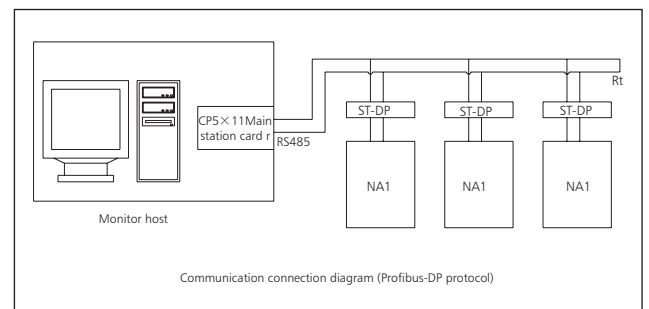 Rt
ST-DP
ST-DP
ST-DP
CP5×11Main
station card r
RS485
NA1
NA1
NA1
Monitor host
Communication connection diagram (Profibus-DP protocol)